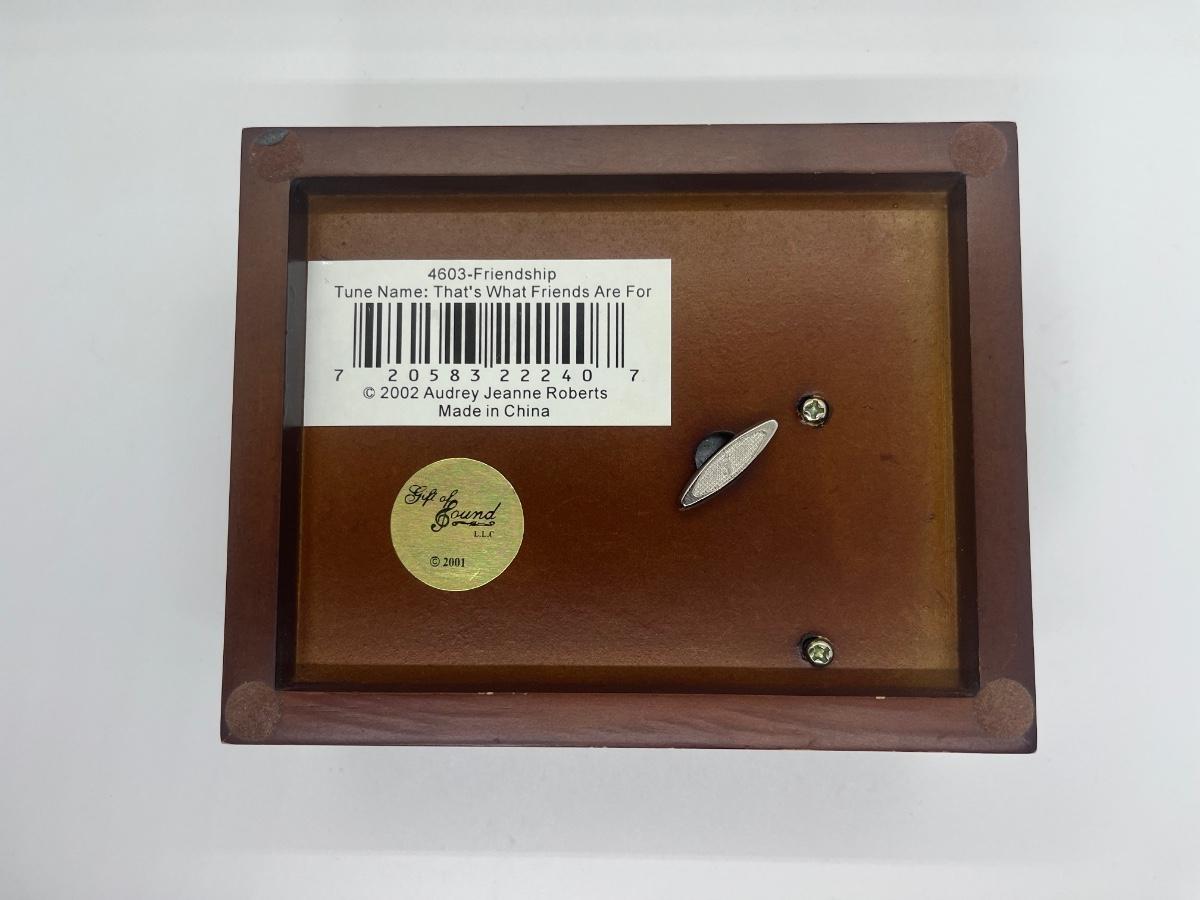 4603-Friendship
Tune Name: That's What Friends Are For
7 20583 22240 7
© 2002 Audrey Jeanne Roberts
Made in China
Gift of
Sound
L.L.C
© 2001